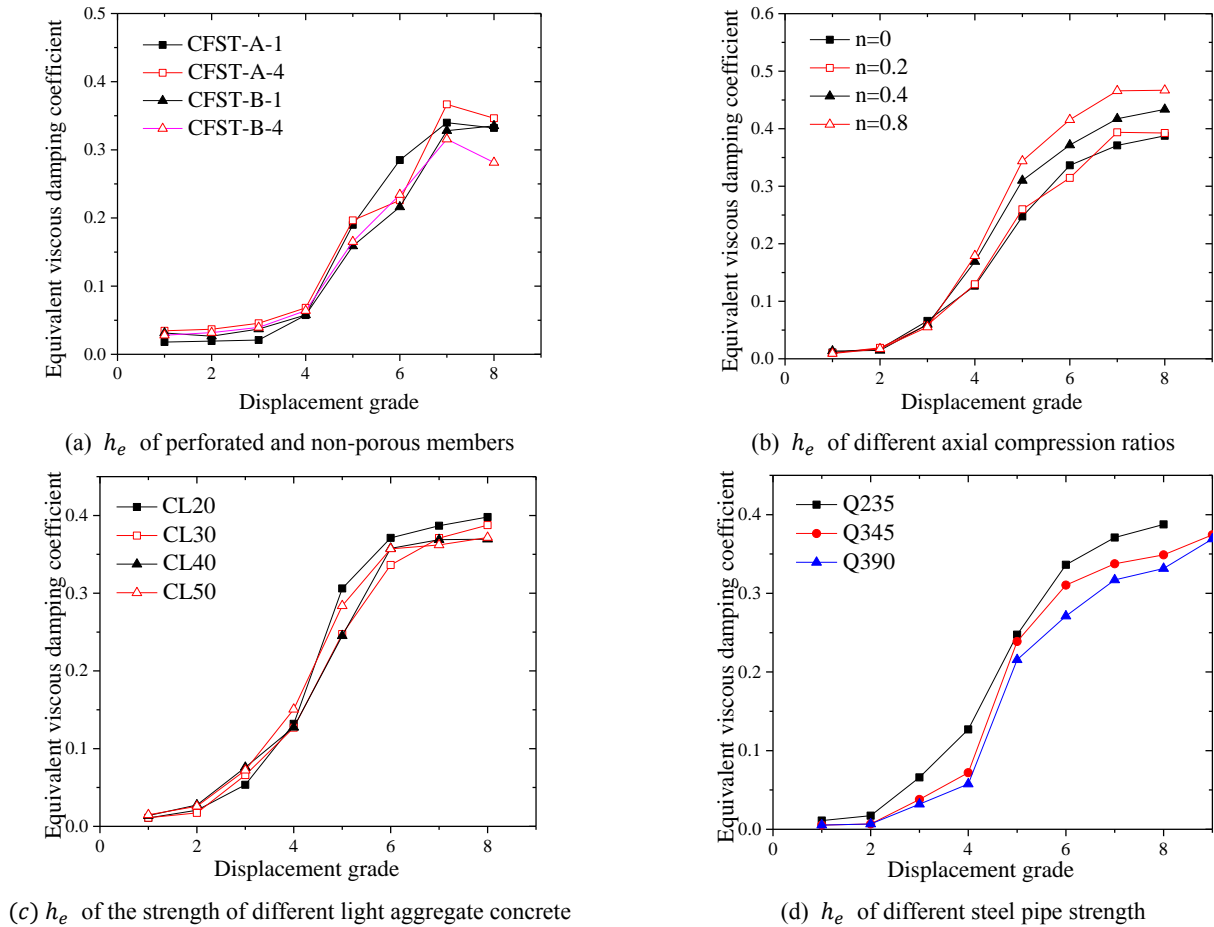 Equivalent viscous damping coefficient
0.5
0.4
0.3
0.2
0.1
0.0
CFST-A-1
CFST-A-4
CFST-B-1
CFST-B-4
0 2 4 6 8
Displacement grade
(a) hₑ of perforated and non-porous members
Equivalent viscous damping coefficient
0.6
0.5
0.4
0.3
0.2
0.1
0.0
n=0
n=0.2
n=0.4
n=0.8
0 2 4 6 8
Displacement grade
(b) hₑ of different axial compression ratios
Equivalent viscous damping coefficient
0.4
0.3
0.2
0.1
0.0
CL20
CL30
CL40
CL50
0 2 4 6 8
Displacement grade
(c) hₑ of the strength of different light aggregate concrete
Equivalent viscous damping coefficient
0.4
0.3
0.2
0.1
0.0
Q235
Q345
Q390
0 2 4 6 8
Displacement grade
(d) hₑ of different steel pipe strength